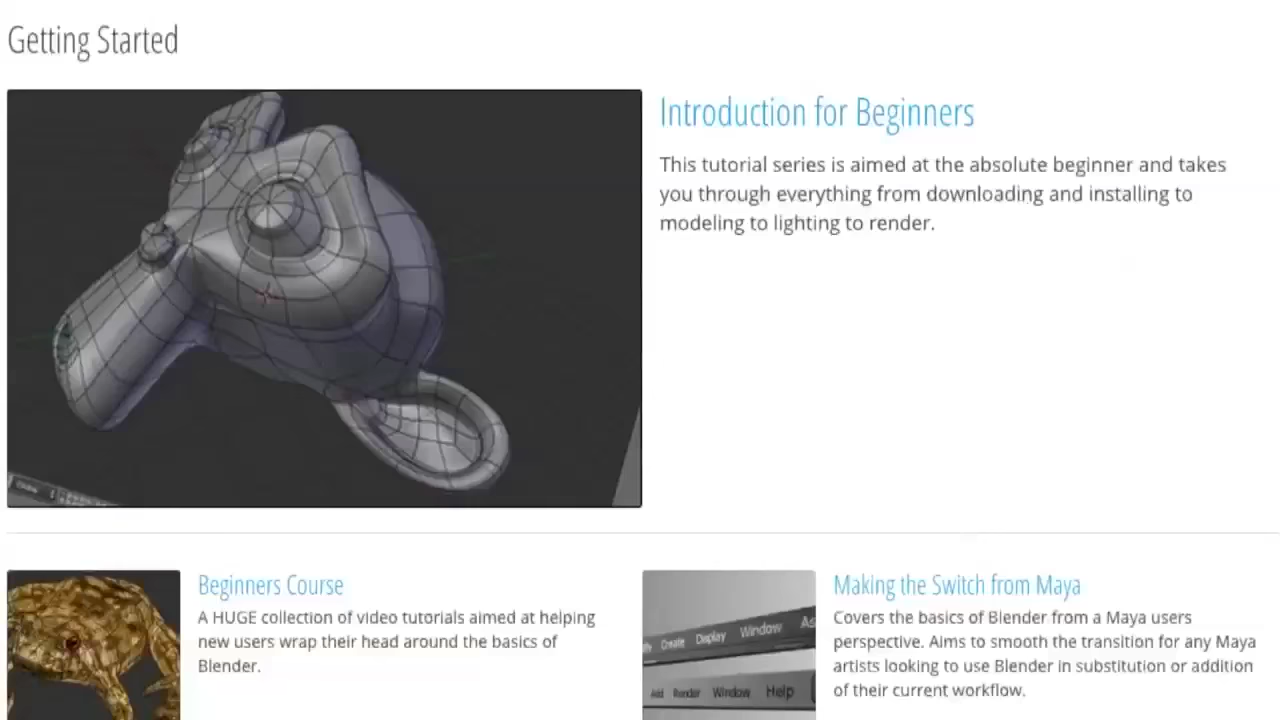 Getting Started
Introduction for Beginners
This tutorial series is aimed at the absolute beginner and takes
you through everything from downloading and installing to
modeling to lighting to render.
Beginners Course
A HUGE collection of video tutorials aimed at helping
new users wrap their head around the basics of
Blender.
Create Display Window As
Add Render Window Help
Making the Switch from Maya
Covers the basics of Blender from a Maya users
perspective. Aims to smooth the transition for any Maya
artists looking to use Blender in substitution or addition
of their current workflow.